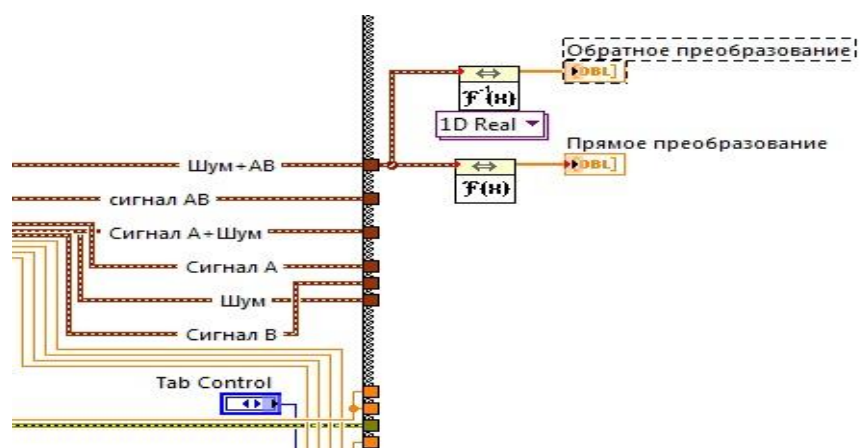 Обратное преобразование
DBL]
ℱ⁻¹{x}
1D Real
Прямое преобразование
DBL]
ℱ{x}
Шум+АВ
сигнал АВ
Сигнал А+Шум
Сигнал А
Шум
Сигнал В
Tab Control